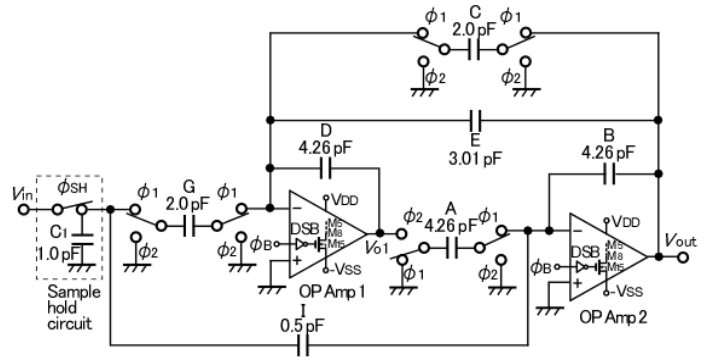 ϕ1
C
2.0 pF
ϕ1
ϕ2
ϕ2
D
4.26 pF
E
3.01 pF
B
4.26 pF
Vin
ϕSH
C1
1.0 pF
Sample
hold
circuit
ϕ1
G
2.0 pF
ϕ1
ϕ2
ϕ2
−
+
VDD
DSB
M5
M8
M15
ϕB
-VSS
OP Amp 1
Vo1
ϕ2
A
4.26 pF
ϕ1
ϕ1
ϕ2
−
+
VDD
DSB
M5
M8
M15
ϕB
-VSS
OP Amp 2
Vout
I
0.5 pF